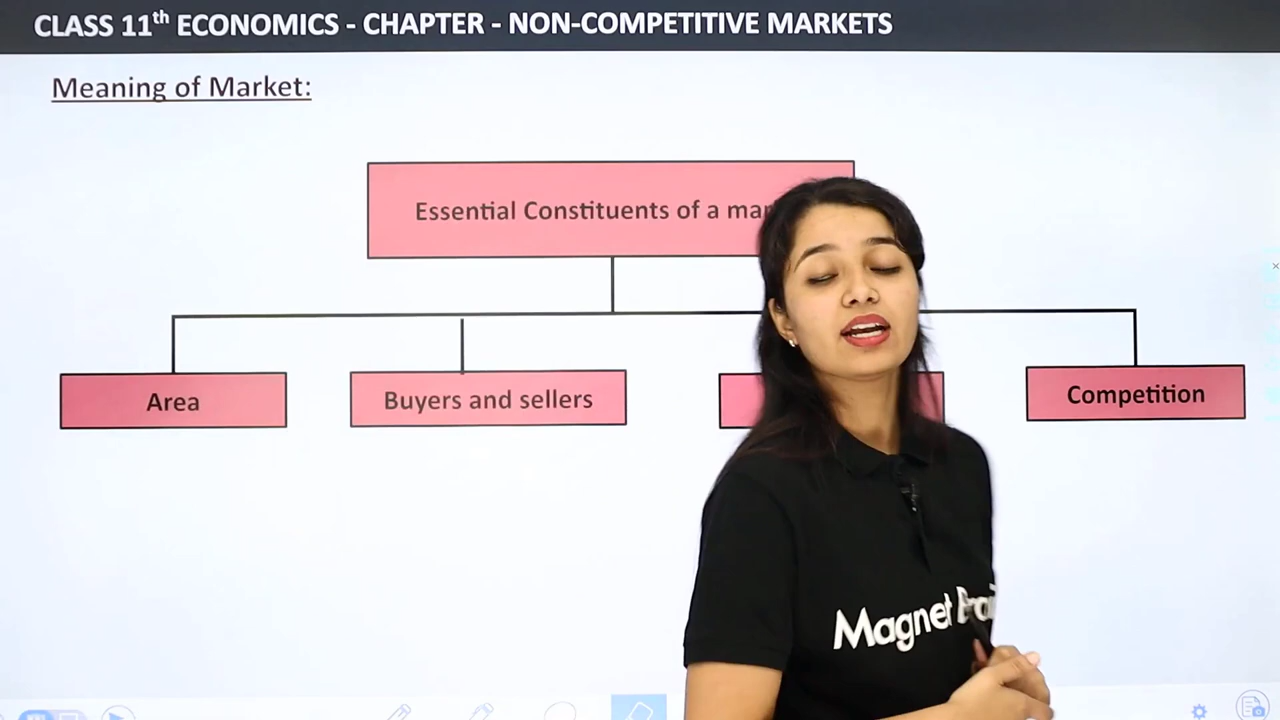 CLASS 11th ECONOMICS - CHAPTER - NON-COMPETITIVE MARKETS
Meaning of Market:
Essential Constituents of a
Area
Buyers and sellers
Competition
Magnet